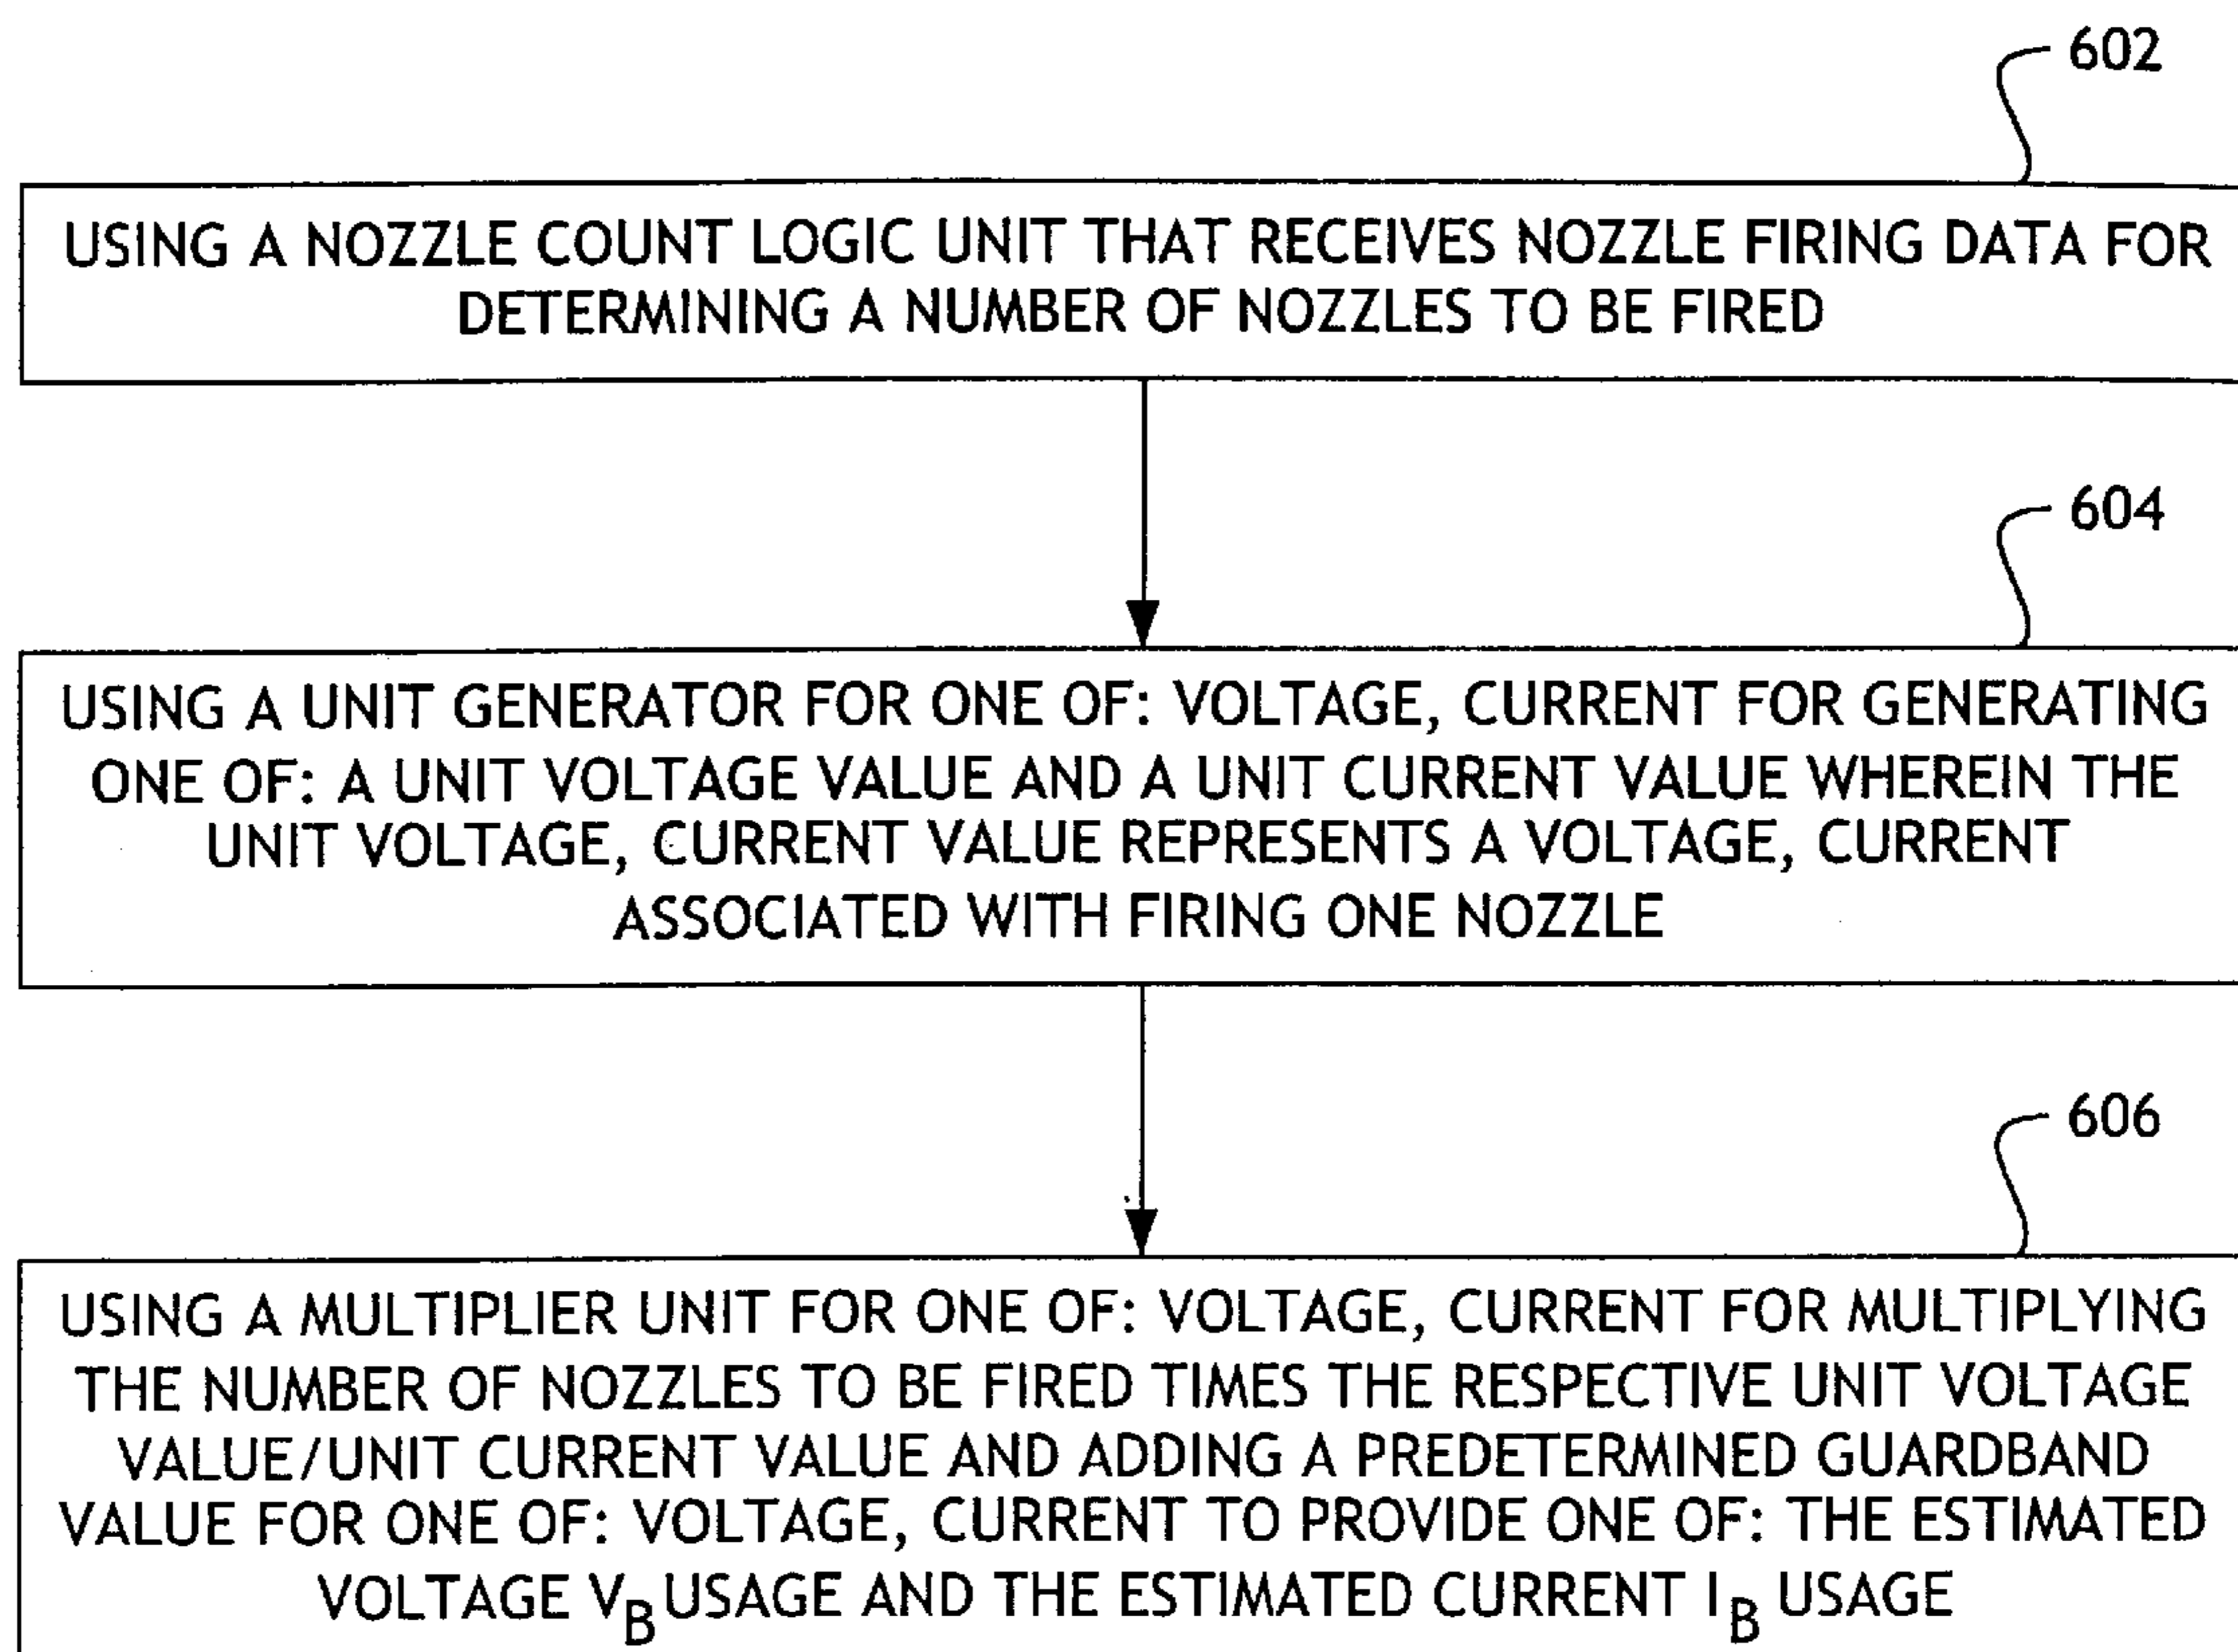 602
USING A NOZZLE COUNT LOGIC UNIT THAT RECEIVES NOZZLE FIRING DATA FOR
DETERMINING A NUMBER OF NOZZLES TO BE FIRED
604
USING A UNIT GENERATOR FOR ONE OF: VOLTAGE, CURRENT FOR GENERATING
ONE OF: A UNIT VOLTAGE VALUE AND A UNIT CURRENT VALUE WHEREIN THE
UNIT VOLTAGE, CURRENT VALUE REPRESENTS A VOLTAGE, CURRENT
ASSOCIATED WITH FIRING ONE NOZZLE
606
USING A MULTIPLIER UNIT FOR ONE OF: VOLTAGE, CURRENT FOR MULTIPLYING
THE NUMBER OF NOZZLES TO BE FIRED TIMES THE RESPECTIVE UNIT VOLTAGE
VALUE/UNIT CURRENT VALUE AND ADDING A PREDETERMINED GUARDBAND
VALUE FOR ONE OF: VOLTAGE, CURRENT TO PROVIDE ONE OF: THE ESTIMATED
VOLTAGE V_B USAGE AND THE ESTIMATED CURRENT I_B USAGE